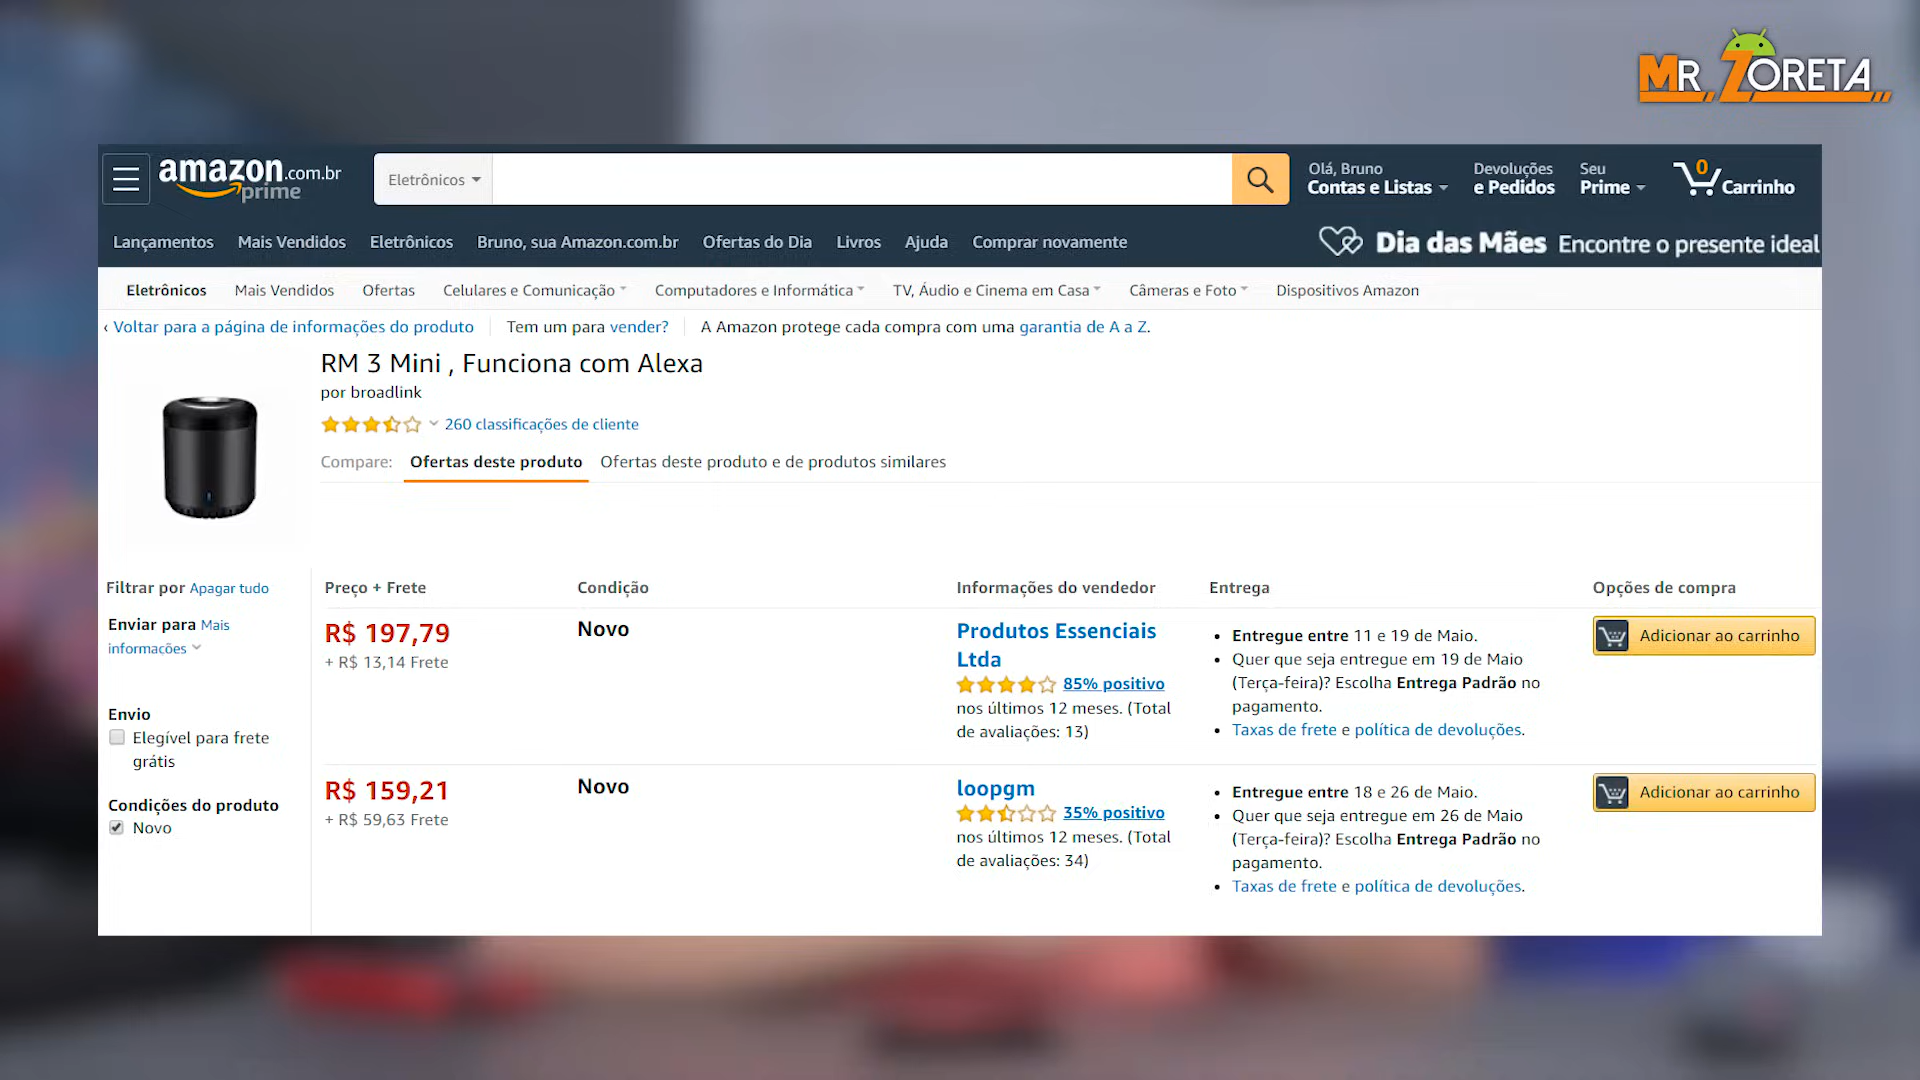 MR. ZORETA
amazon.com.br
prime
Eletrônicos
Olá, Bruno
Contas e Listas
Devoluções
e Pedidos
Seu
Prime
0
Carrinho
Lançamentos Mais Vendidos Eletrônicos Bruno, sua Amazon.com.br Ofertas do Dia Livros Ajuda Comprar novamente
Dia das Mães Encontre o presente ideal
Eletrônicos Mais Vendidos Ofertas Celulares e Comunicação Computadores e Informática TV, Áudio e Cinema em Casa Câmeras e Foto Dispositivos Amazon
‹ Voltar para a página de informações do produto Tem um para vender? A Amazon protege cada compra com uma garantia de A a Z.
RM 3 Mini , Funciona com Alexa
por broadlink
260 classificações de cliente
Compare: Ofertas deste produto Ofertas deste produto e de produtos similares
Filtrar por Apagar tudo
Enviar para Mais
informações
Envio
Elegível para frete
grátis
Condições do produto
Novo
Preço + Frete Condição Informações do vendedor Entrega Opções de compra
R$ 197,79
+ R$ 13,14 Frete
Novo
Produtos Essenciais
Ltda
85% positivo
nos últimos 12 meses. (Total
de avaliações: 13)
• Entregue entre 11 e 19 de Maio.
• Quer que seja entregue em 19 de Maio
(Terça-feira)? Escolha Entrega Padrão no
pagamento.
• Taxas de frete e política de devoluções.
Adicionar ao carrinho
R$ 159,21
+ R$ 59,63 Frete
Novo
loopgm
35% positivo
nos últimos 12 meses. (Total
de avaliações: 34)
• Entregue entre 18 e 26 de Maio.
• Quer que seja entregue em 26 de Maio
(Terça-feira)? Escolha Entrega Padrão no
pagamento.
• Taxas de frete e política de devoluções.
Adicionar ao carrinho